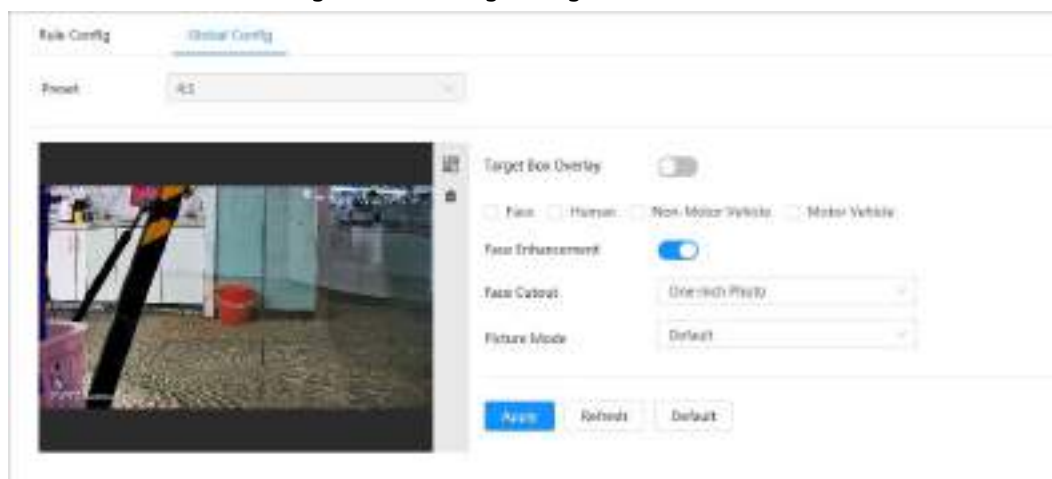 Rule Config Global Config
Preset
Target Box Overlay
Face Human Non-Motor Vehicle Motor Vehicle
Face Enhancement
Face Cutout One-inch Photo
Picture Mode Default
Apply Refresh Default